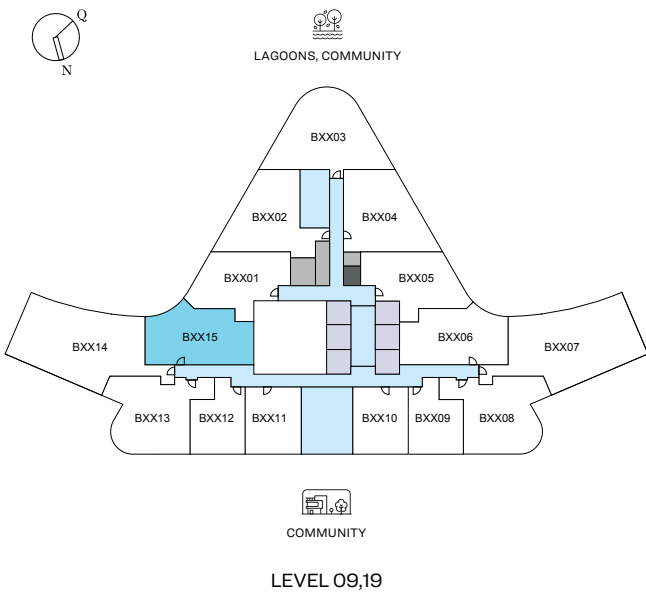 Q
N
LAGOONS, COMMUNITY
BXX03
BXX02
BXX04
BXX01
BXX05
BXX15
BXX06
BXX14
BXX07
BXX13
BXX12
BXX11
BXX10
BXX09
BXX08
COMMUNITY
LEVEL 09,19